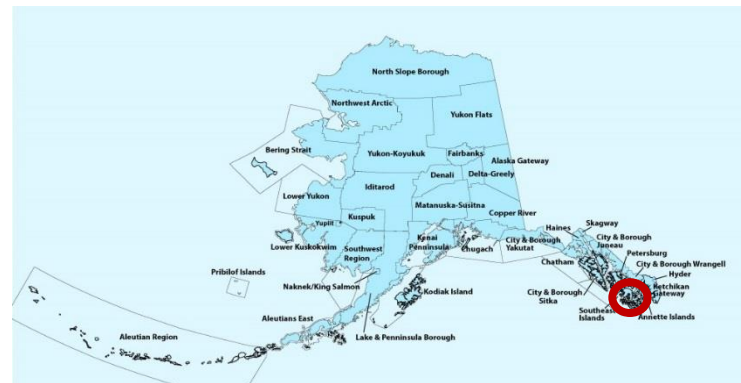 North Slope Borough
Northwest Arctic
Yukon Flats
Bering Strait
Yukon-Koyukuk
Fairbanks
Alaska Gateway
Denali
Delta-Greely
Iditarod
Lower Yukon
Matanuska-Susitna
Copper River
Kuspuk
Yupiit
Lower Kuskokwim
Southwest
Region
Kenai
Penninsula
Chugach
City & Borough
Yakutat
Haines
Skagway
City & Borough
Juneau
Petersburg
Chatham
City & Borough Wrangell
Hyder
Pribilof Islands
Naknek/King Salmon
Kodiak Island
City & Borough
Sitka
Ketchikan
Gateway
Southeast
Islands
Annette Islands
Aleutians East
Lake & Penninsula Borough
Aleutian Region